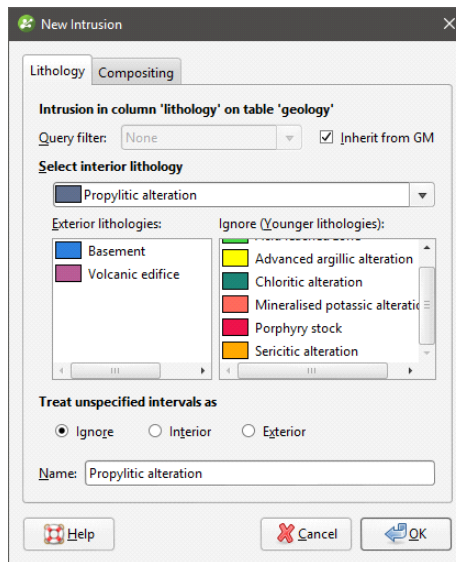 New Intrusion
Lithology
Compositing
Intrusion in column 'lithology' on table 'geology'
Query filter:
None
Inherit from GM
Select interior lithology
Propylitic alteration
Exterior lithologies:
Basement
Volcanic edifice
Ignore (Younger lithologies):
Advanced argillic alteration
Chloritic alteration
Mineralised potassic alteratio
Porphyry stock
Sericitic alteration
Treat unspecified intervals as
Ignore
Interior
Exterior
Name:
Propylitic alteration
Help
Cancel
OK